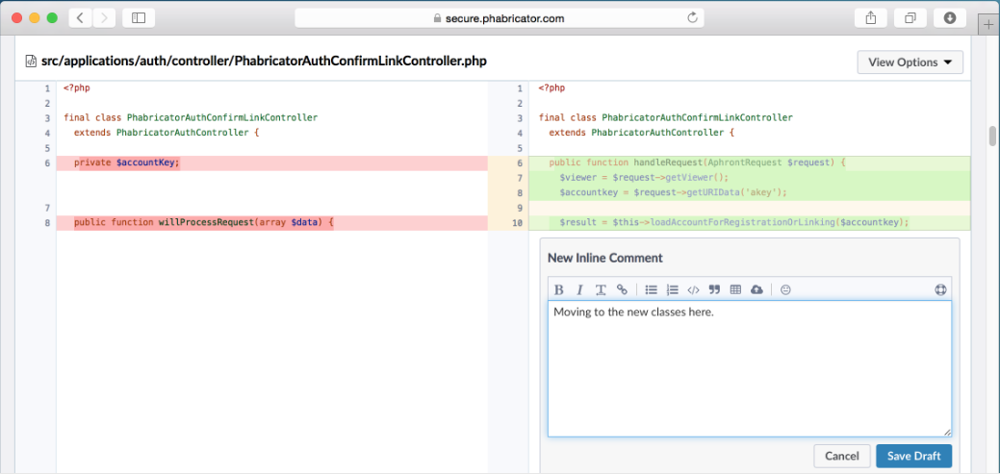 secure.phabricator.com
src/applications/auth/controller/PhabricatorAuthConfirmLinkController.php
View Options
1 <?php
2
3 final class PhabricatorAuthConfirmLinkController
4 extends PhabricatorAuthController {
5
6 private $accountKey;
7
8 public function willProcessRequest(array $data) {
1 <?php
2
3 final class PhabricatorAuthConfirmLinkController
4 extends PhabricatorAuthController {
5
6 public function handleRequest(AphrontRequest $request) {
7 $viewer = $request->getViewer();
8 $accountkey = $request->getURIData('akey');
9
10 $result = $this->loadAccountForRegistrationOrLinking($accountkey);
New Inline Comment
B I T
Moving to the new classes here.
Cancel Save Draft